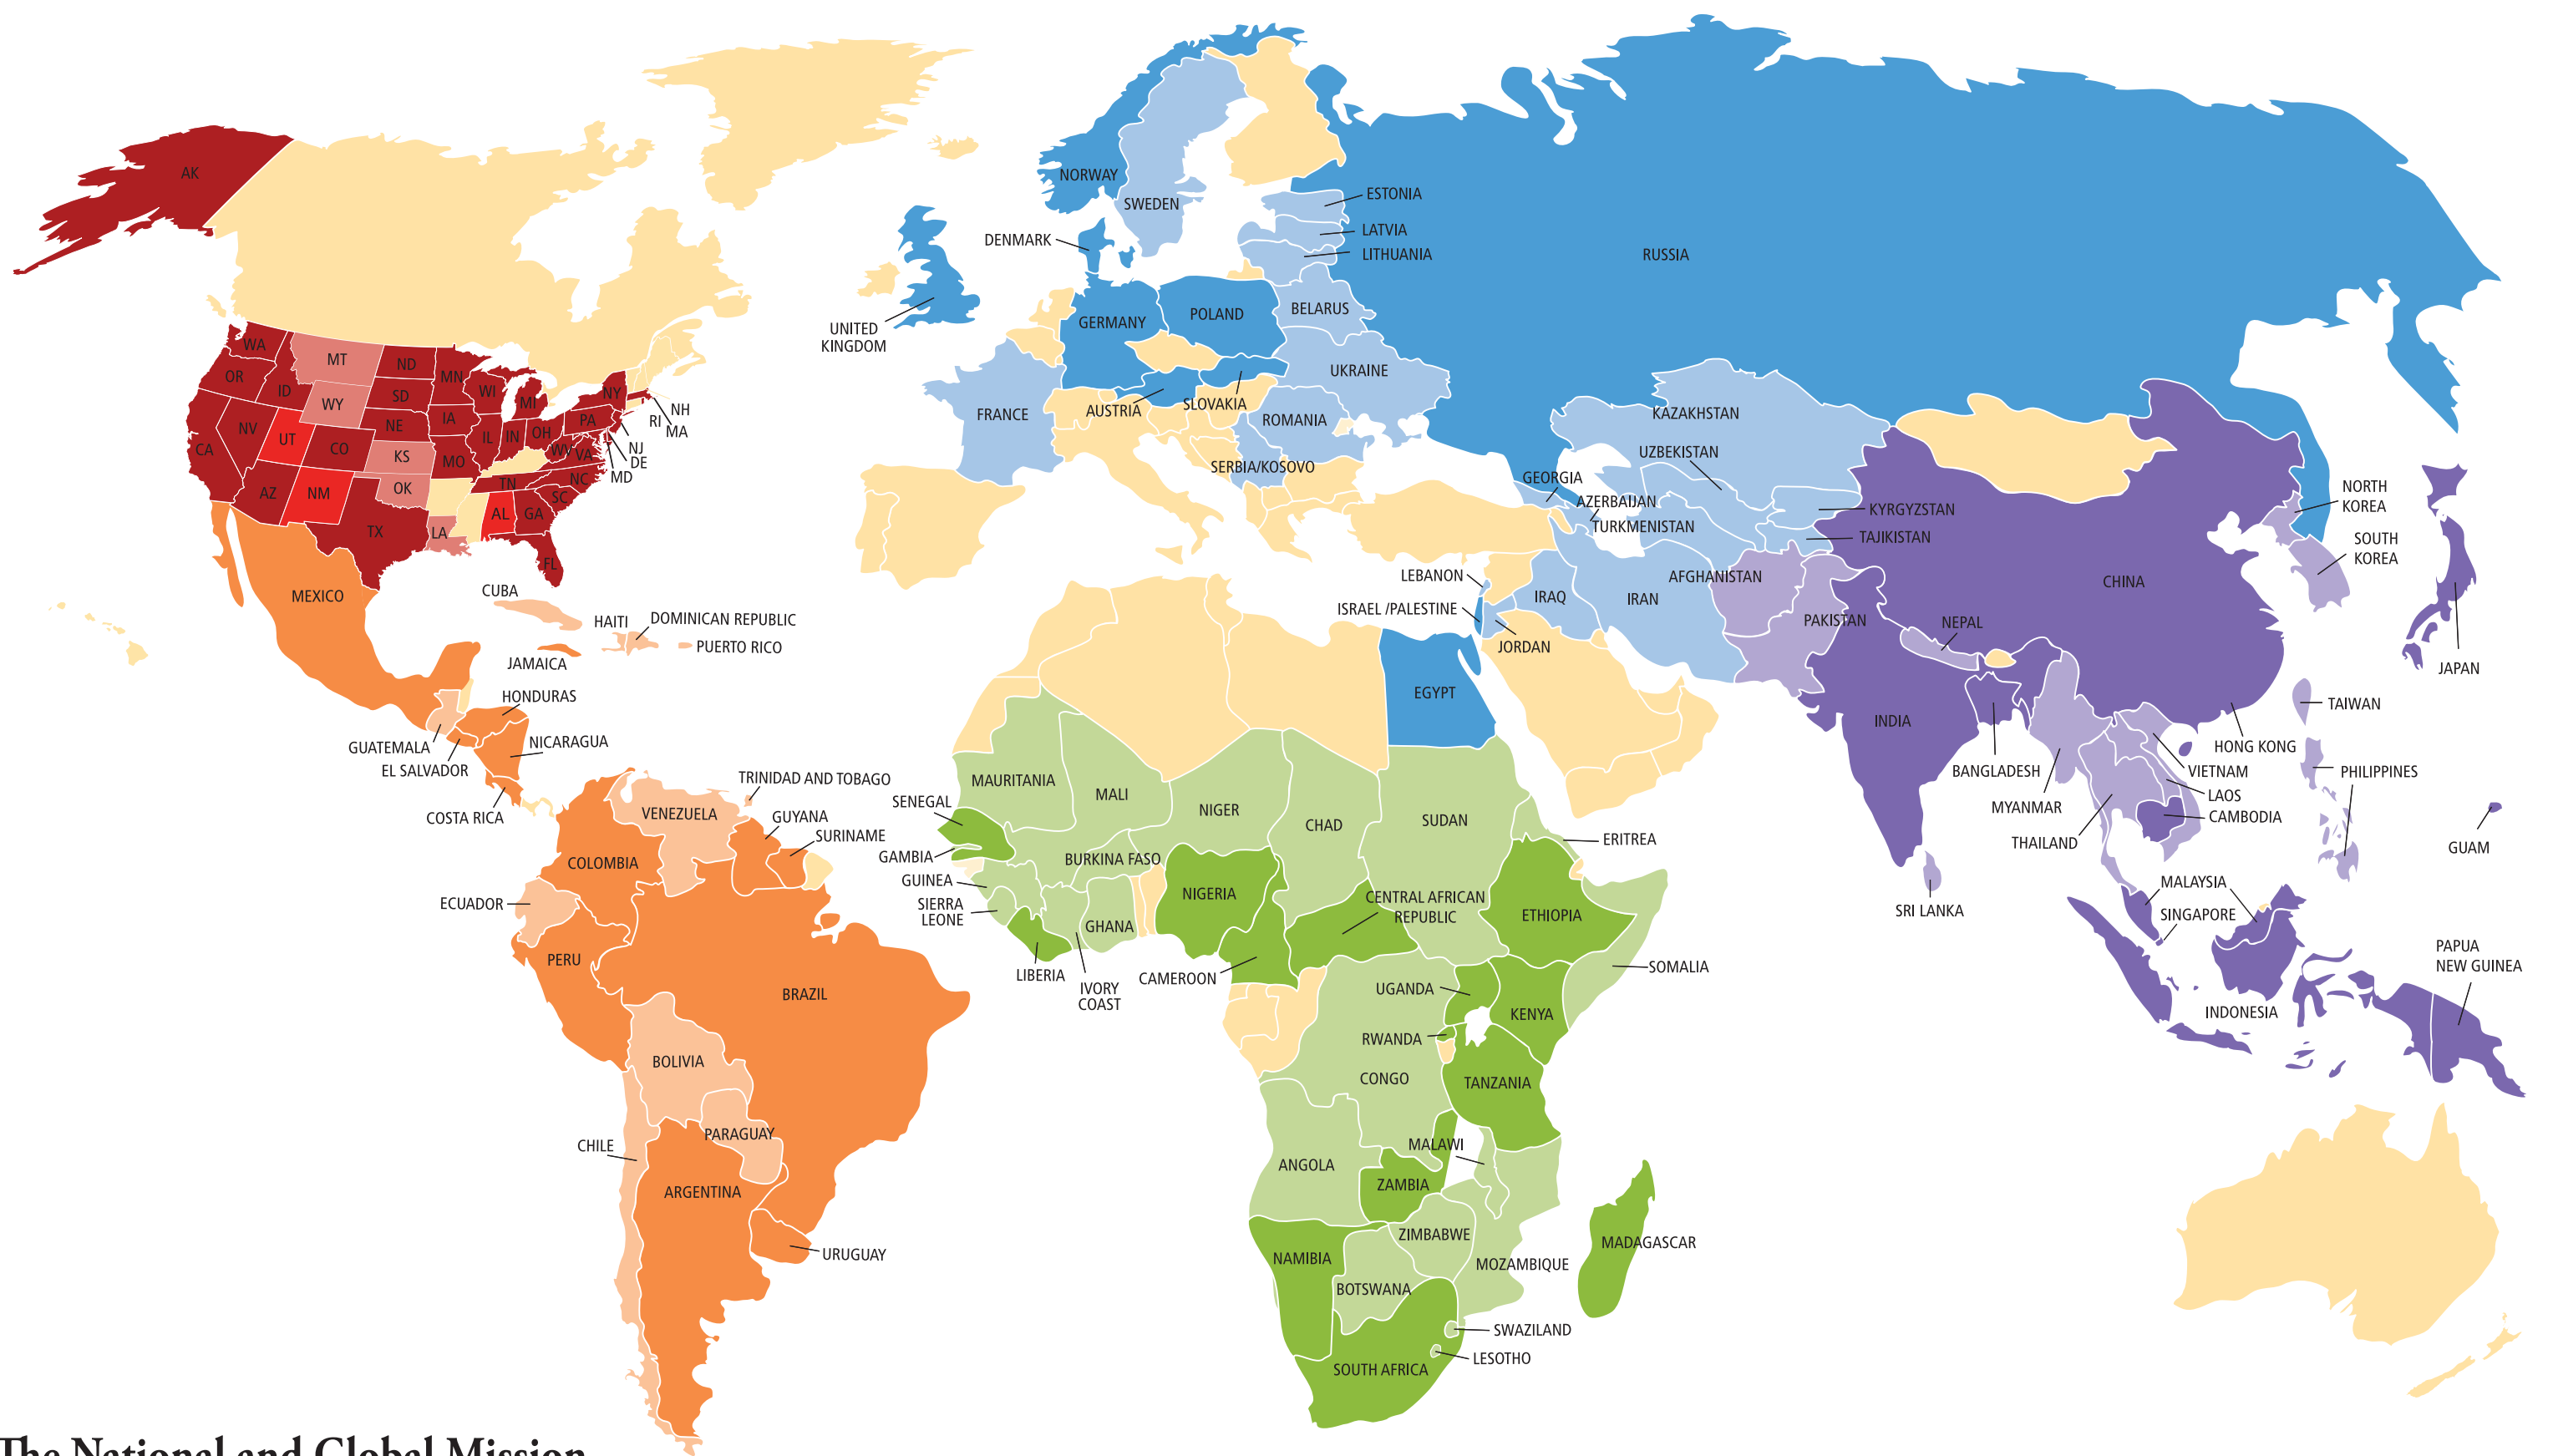 AK
WA
OR
CA
ID
NV
AZ
MT
WY
UT
NM
CO
ND
SD
NE
KS
OK
TX
MN
IA
MO
LA
WI
IL
MI
IN
OH
TN
AL
GA
FL
SC
NC
WV
VA
PA
NY
NH
RI
MA
NJ
DE
MD
MEXICO
CUBA
HAITI
DOMINICAN REPUBLIC
PUERTO RICO
JAMAICA
HONDURAS
GUATEMALA
EL SALVADOR
NICARAGUA
COSTA RICA
TRINIDAD AND TOBAGO
VENEZUELA
GUYANA
SURINAME
COLOMBIA
ECUADOR
PERU
BRAZIL
BOLIVIA
PARAGUAY
CHILE
ARGENTINA
URUGUAY
NORWAY
SWEDEN
DENMARK
UNITED
KINGDOM
ESTONIA
LATVIA
LITHUANIA
RUSSIA
GERMANY
POLAND
BELARUS
UKRAINE
FRANCE
AUSTRIA
SLOVAKIA
ROMANIA
SERBIA/KOSOVO
KAZAKHSTAN
UZBEKISTAN
GEORGIA
AZERBAIJAN
TURKMENISTAN
KYRGYZSTAN
TAJIKISTAN
LEBANON
ISRAEL /PALESTINE
JORDAN
IRAQ
IRAN
AFGHANISTAN
PAKISTAN
EGYPT
NEPAL
INDIA
CHINA
NORTH
KOREA
SOUTH
KOREA
JAPAN
TAIWAN
HONG KONG
BANGLADESH
MYANMAR
VIETNAM
LAOS
CAMBODIA
THAILAND
PHILIPPINES
GUAM
SRI LANKA
MALAYSIA
SINGAPORE
INDONESIA
PAPUA
NEW GUINEA
MAURITANIA
MALI
NIGER
CHAD
SUDAN
ERITREA
SENEGAL
GAMBIA
GUINEA
SIERRA
LEONE
LIBERIA
IVORY
COAST
BURKINA FASO
GHANA
NIGERIA
CAMEROON
CENTRAL AFRICAN
REPUBLIC
ETHIOPIA
SOMALIA
UGANDA
KENYA
RWANDA
CONGO
TANZANIA
MALAWI
ANGOLA
ZAMBIA
ZIMBABWE
MOZAMBIQUE
MADAGASCAR
NAMIBIA
BOTSWANA
SWAZILAND
LESOTHO
SOUTH AFRICA
The National and Global Mission